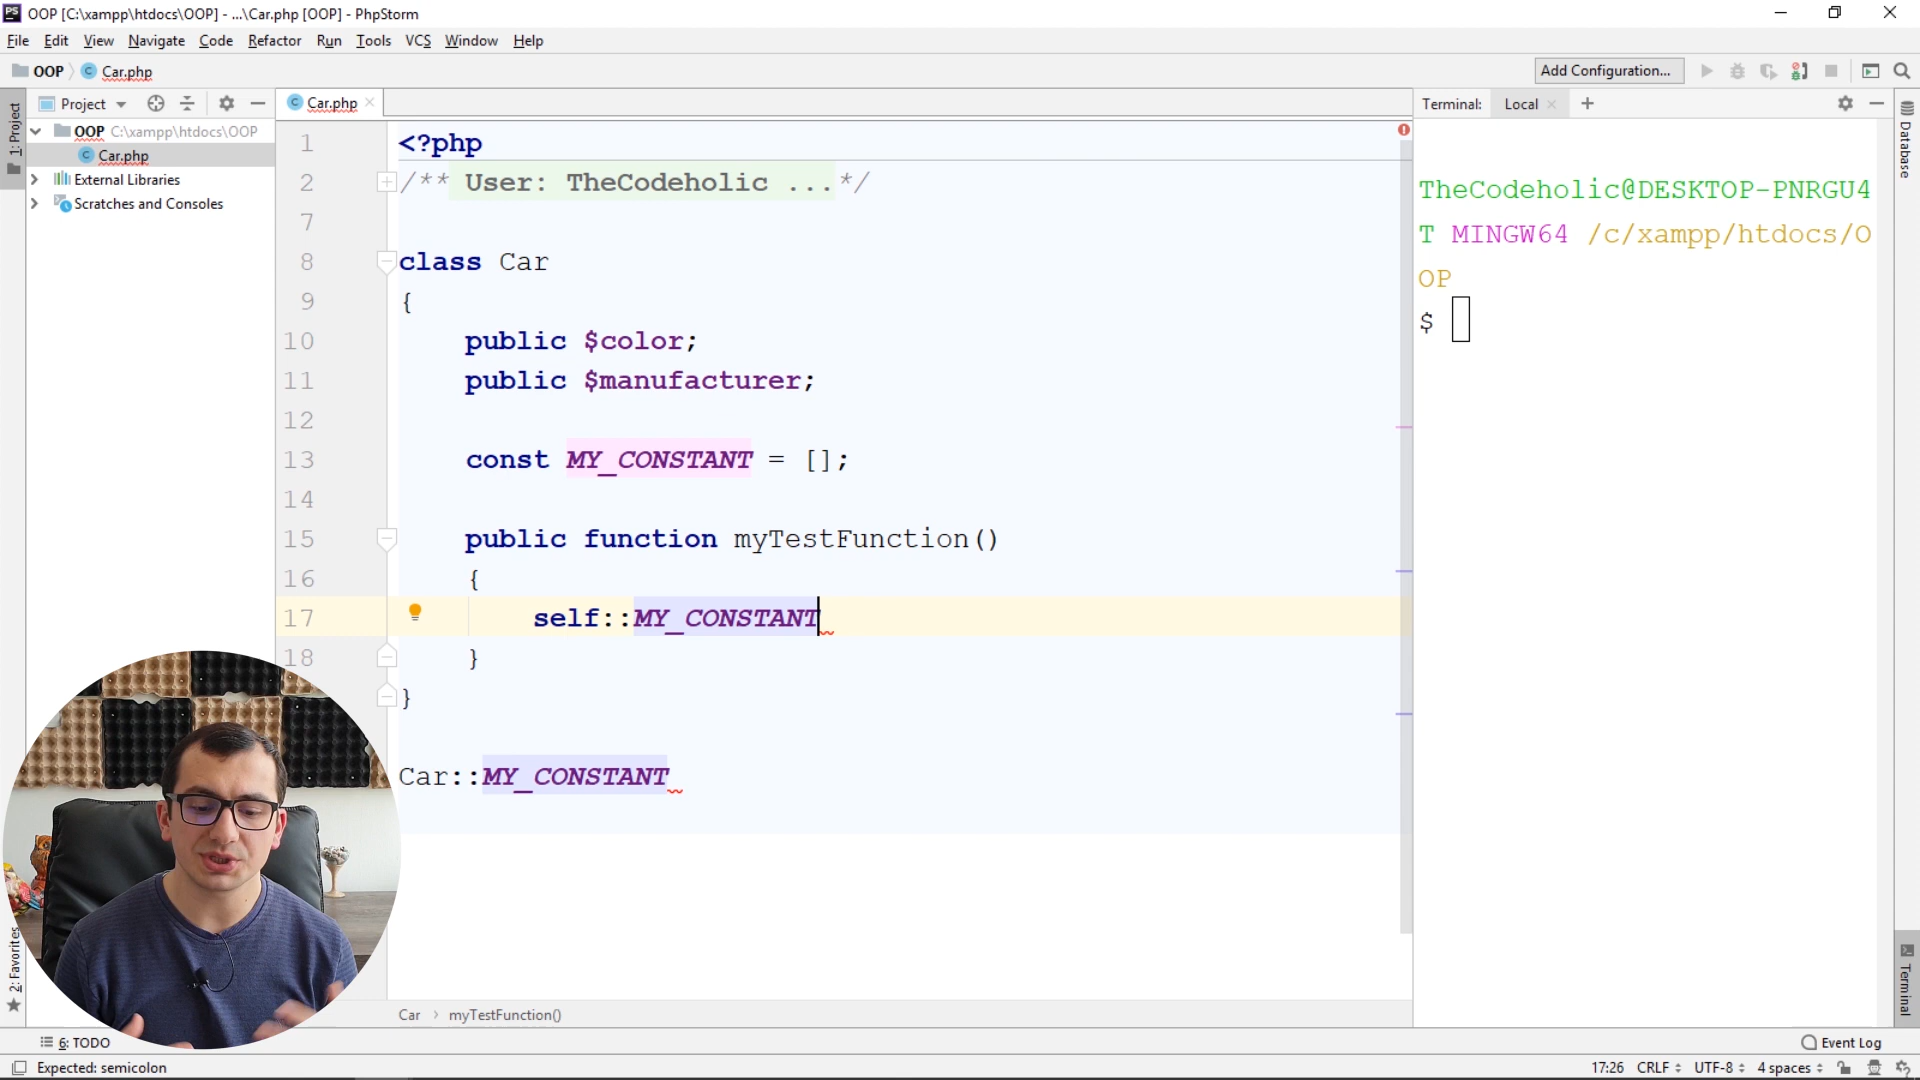 PS OOP [C:\xampp\htdocs\OOP] - ...\Car.php [OOP] - PhpStorm
File Edit View Navigate Code Refactor Run Tools VCS Window Help
OOP C Car.php
Add Configuration...
1: Project
Project
C Car.php
Terminal: Local
Database
OOP C:\xampp\htdocs\OOP
C Car.php
External Libraries
Scratches and Consoles
1 <?php
2 /** User: TheCodeholic ...*/
7
8 class Car
9 {
10 public $color;
11 public $manufacturer;
12
13 const MY_CONSTANT = [];
14
15 public function myTestFunction()
16 {
17 self::MY_CONSTANT
18 }
}
Car::MY_CONSTANT
TheCodeholic@DESKTOP-PNRGU4
T MINGW64 /c/xampp/htdocs/O
OP
$
2: Favorites
Terminal
Car › myTestFunction()
6: TODO
Event Log
Expected: semicolon
17:26 CRLF UTF-8 4 spaces